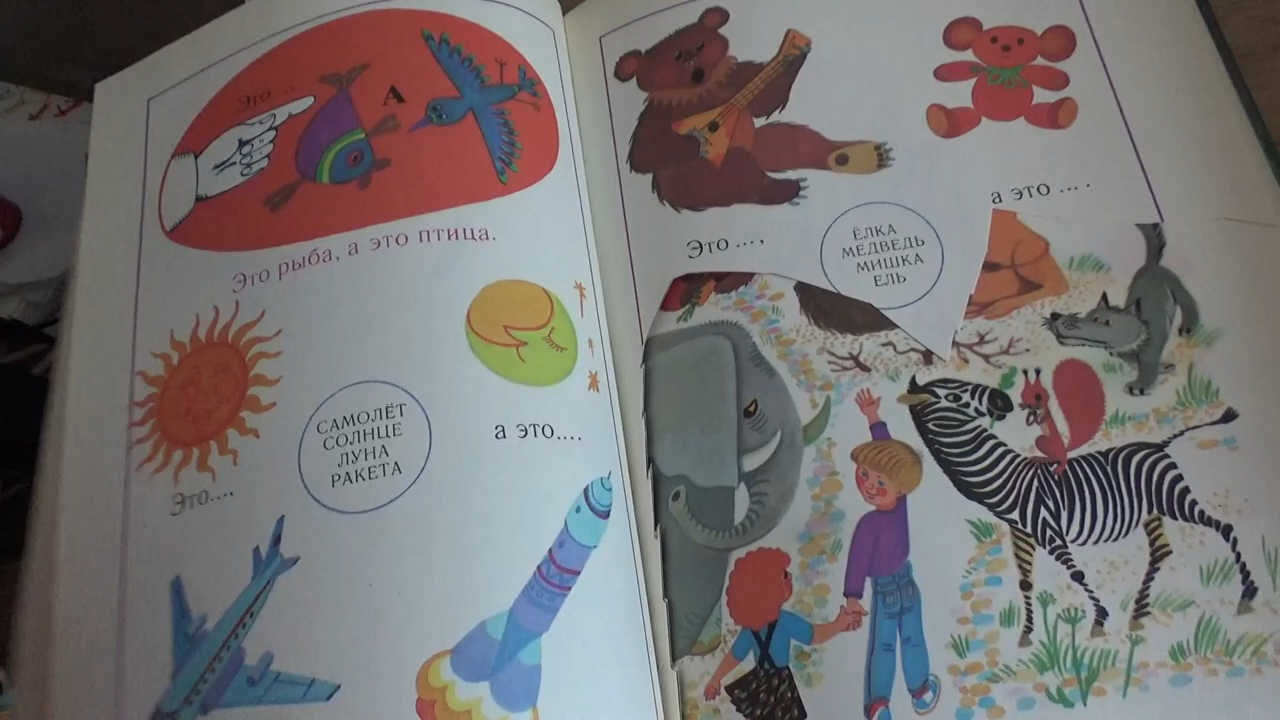 Это...
А
Это рыба, а это птица.
САМОЛЁТ
СОЛНЦЕ
ЛУНА
РАКЕТА
а это....
Это....
а это ....
Это ...,
ЁЛКА
МЕДВЕДЬ
МИШКА
ЕЛЬ